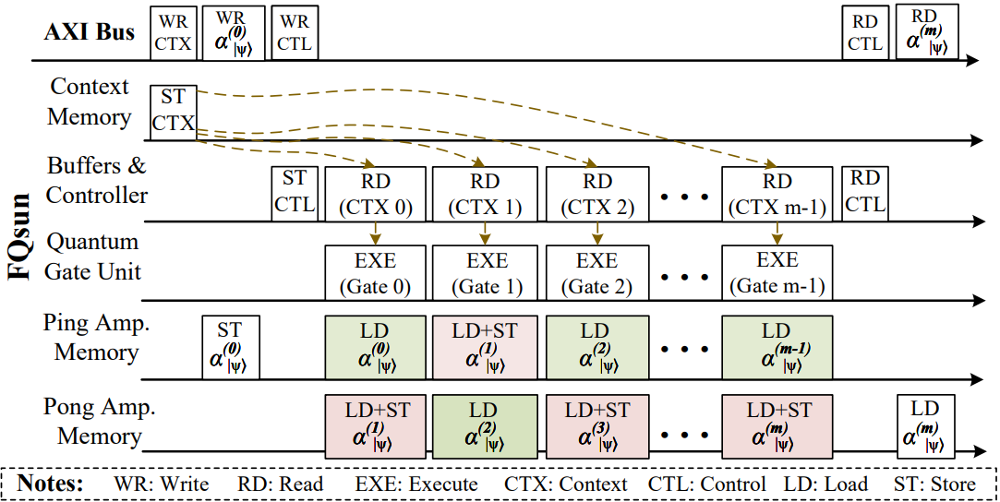 AXI Bus
WR
CTX
WR
α^(0)_|ψ⟩
WR
CTL
RD
CTL
RD
α^(m)_|ψ⟩
FQsun
Context
Memory
ST
CTX
Buffers &
Controller
ST
CTL
RD
(CTX 0)
RD
(CTX 1)
RD
(CTX 2)
• • •
RD
(CTX m-1)
RD
CTL
Quantum
Gate Unit
EXE
(Gate 0)
EXE
(Gate 1)
EXE
(Gate 2)
• • •
EXE
(Gate m-1)
Ping Amp.
Memory
ST
α^(0)_|ψ⟩
LD
α^(0)_|ψ⟩
LD+ST
α^(1)_|ψ⟩
LD
α^(2)_|ψ⟩
• • •
LD
α^(m-1)_|ψ⟩
Pong Amp.
Memory
LD+ST
α^(1)_|ψ⟩
LD
α^(2)_|ψ⟩
LD+ST
α^(3)_|ψ⟩
• • •
LD+ST
α^(m)_|ψ⟩
LD
α^(m)_|ψ⟩
Notes: WR: Write RD: Read EXE: Execute CTX: Context CTL: Control LD: Load ST: Store